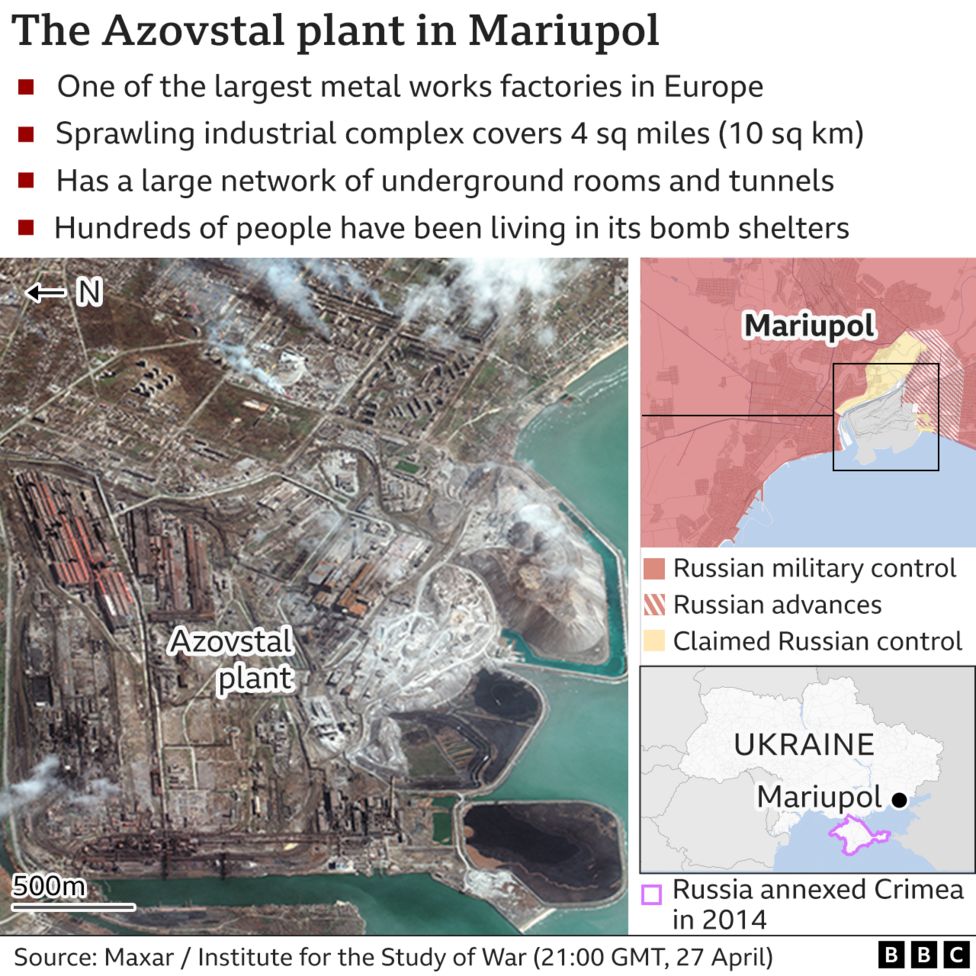 The Azovstal plant in Mariupol
One of the largest metal works factories in Europe
Sprawling industrial complex covers 4 sq miles (10 sq km)
Has a large network of underground rooms and tunnels
Hundreds of people have been living in its bomb shelters
N
Azovstal
plant
500m
Mariupol
Russian military control
Russian advances
Claimed Russian control
UKRAINE
Mariupol
Russia annexed Crimea
in 2014
Source: Maxar / Institute for the Study of War (21:00 GMT, 27 April)
BBC